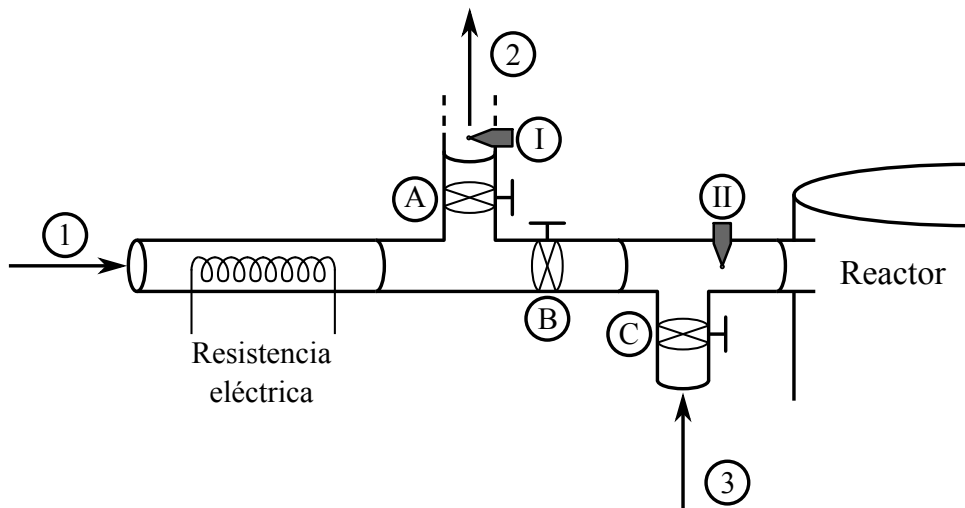 2
I
A
II
1
Reactor
B
C
Resistencia
eléctrica
3